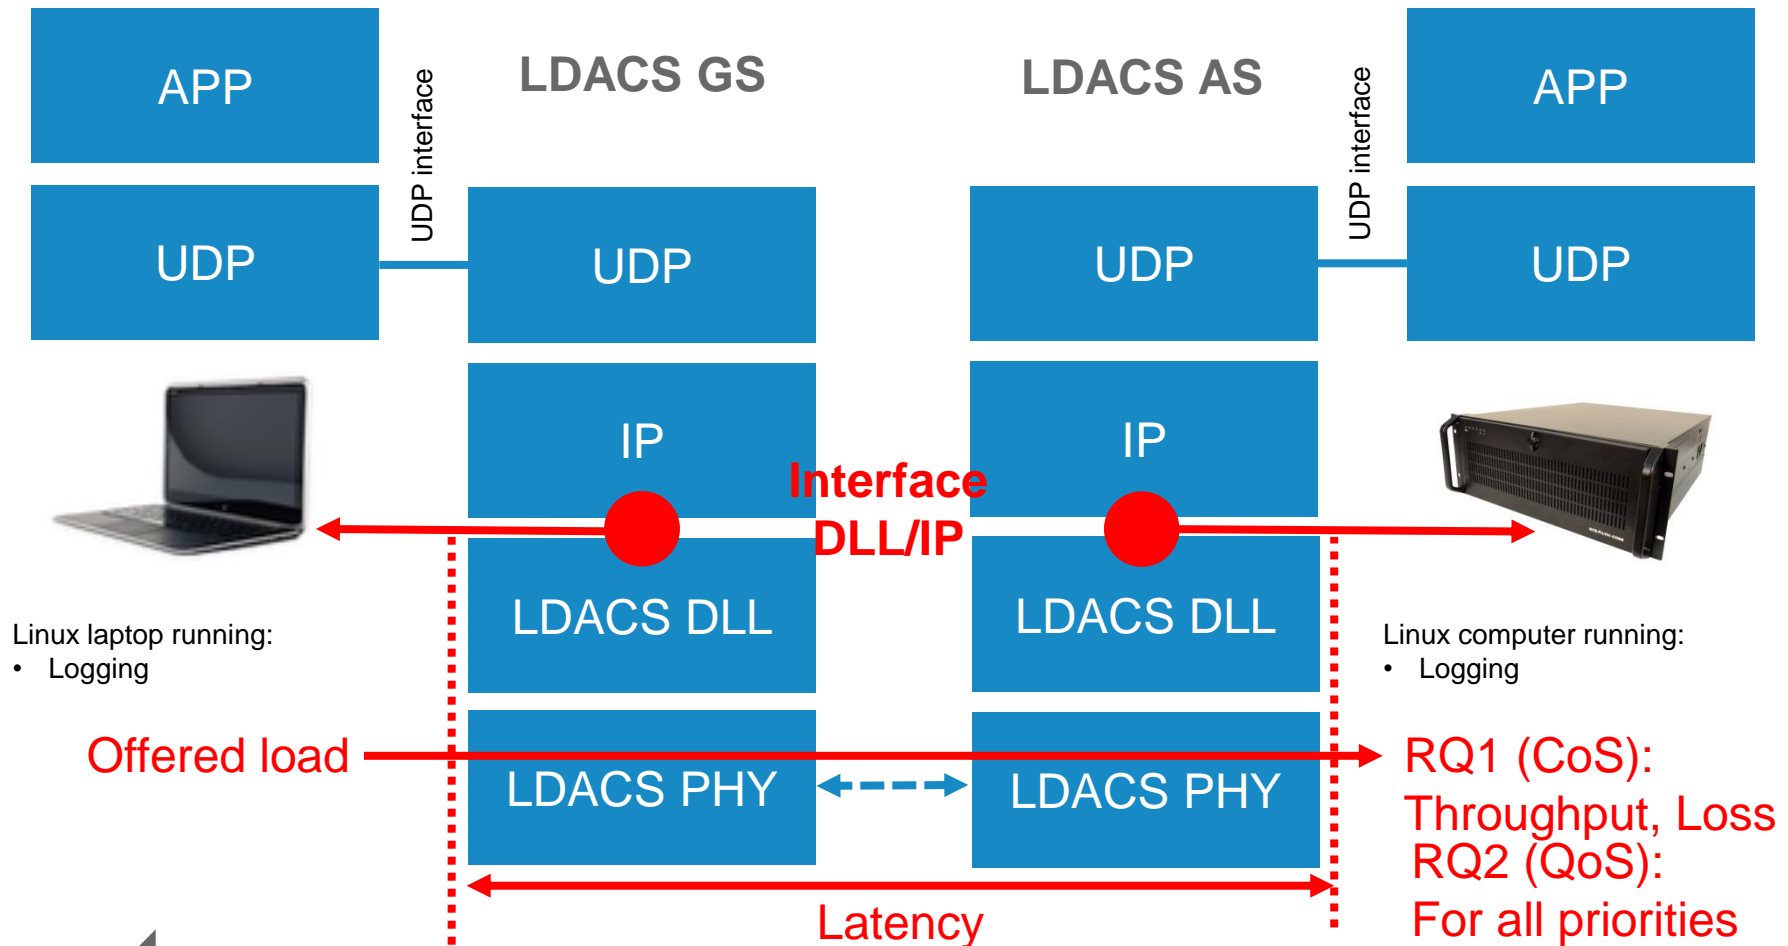 APP
UDP interface
LDACS GS
LDACS AS
UDP interface
APP
UDP
UDP
UDP
UDP
IP
Interface
DLL/IP
IP
LDACS DLL
LDACS DLL
Linux laptop running:
• Logging
Linux computer running:
• Logging
Offered load
LDACS PHY
LDACS PHY
RQ1 (CoS):
Throughput, Loss
RQ2 (QoS):
For all priorities
Latency